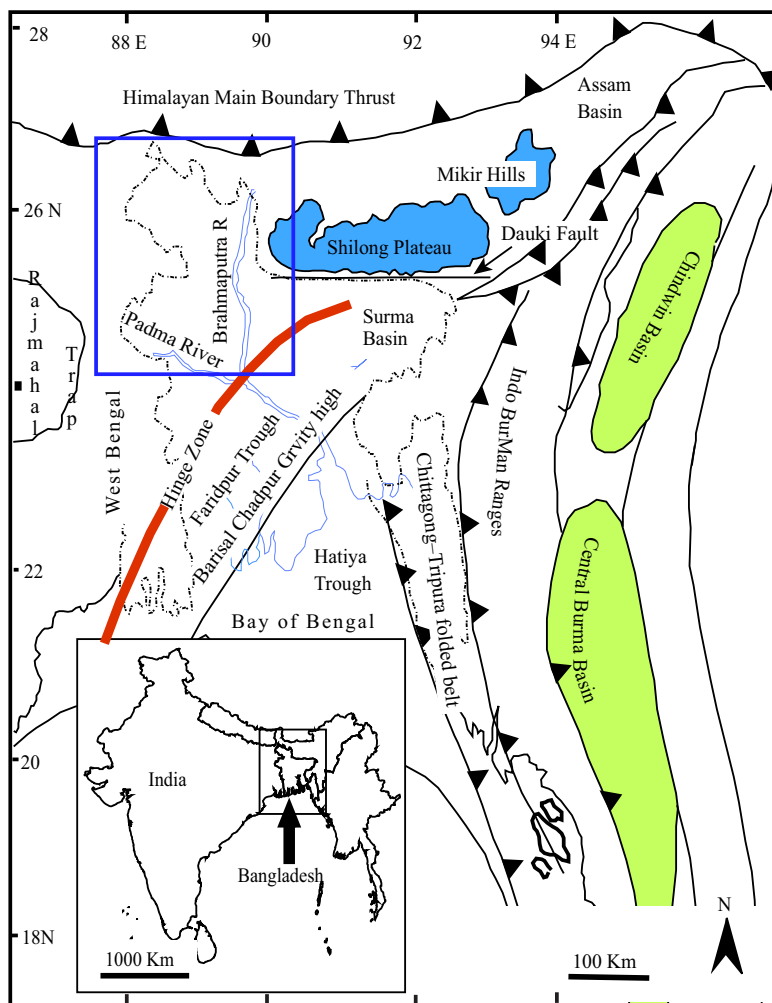 28
88 E
90
92
94 E
Himalayan Main Boundary Thrust
Assam
Basin
Mikir Hills
26 N
Shilong Plateau
Dauki Fault
Brahmaputra R
Padma River
Surma
Basin
Rajmahal
Trap
Chindwin Basin
West Bengal
Hinge Zone
Faridpur Trough
Barisal Chadpur Grvity high
Indo BurMan Ranges
Chittagong–Tripura folded belt
22
Hatiya
Trough
Central Burma Basin
Bay of Bengal
20
India
Bangladesh
1000 Km
18N
N
100 Km